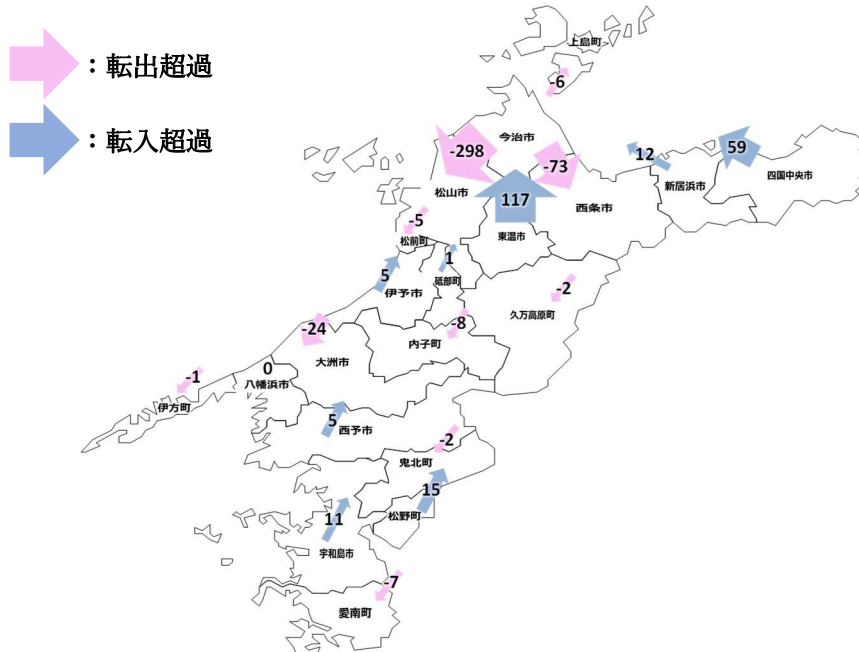 ：転出超過
：転入超過
上島町
-6
今治市
-298
-73
12
59
四国中央市
新居浜市
松山市
117
西条市
-5
松前町
東温市
1
砥部町
5
伊予市
-2
久万高原町
-24
-8
内子町
大洲市
0
八幡浜市
-1
伊方町
5
西予市
-2
鬼北町
15
松野町
11
宇和島市
-7
愛南町